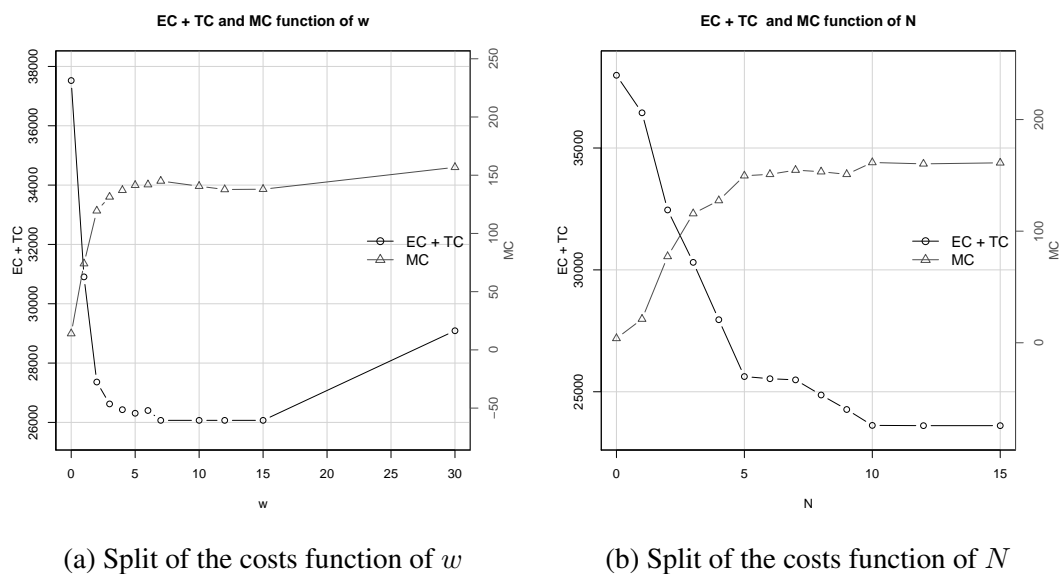 EC + TC and MC function of w
38000
36000
34000
32000
30000
28000
26000
EC + TC
250
200
150
100
50
0
−50
MC
EC + TC
MC
0 5 10 15 20 25 30
w
(a) Split of the costs function of w
EC + TC and MC function of N
35000
30000
25000
EC + TC
200
100
0
MC
EC + TC
MC
0 5 10 15
N
(b) Split of the costs function of N